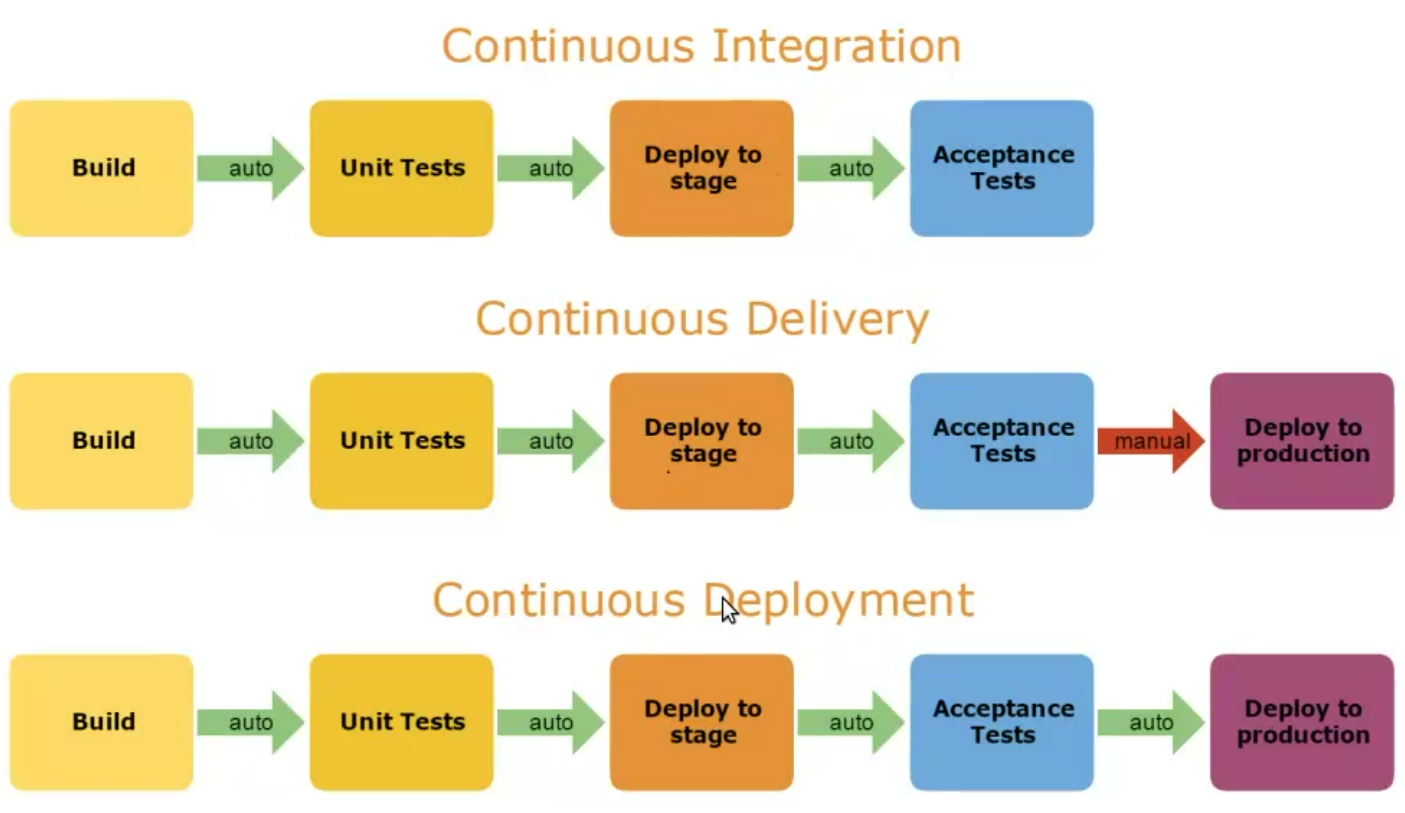 Continuous Integration
Build
auto
Unit Tests
auto
Deploy to
stage
auto
Acceptance
Tests
Continuous Delivery
Build
auto
Unit Tests
auto
Deploy to
stage
auto
Acceptance
Tests
manual
Deploy to
production
Continuous Deployment
Build
auto
Unit Tests
auto
Deploy to
stage
auto
Acceptance
Tests
auto
Deploy to
production